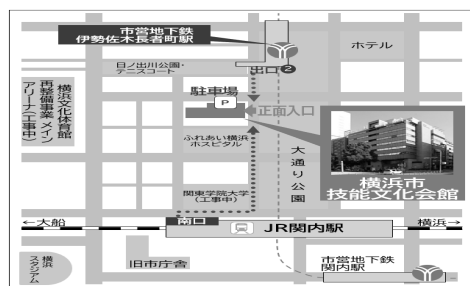 市営地下鉄
伊勢佐木長者町駅
ホテル
日ノ出川公園・
テニスコート
出口❷
駐車場
P
正面入口
横浜文化体育館
再整備事業 メイン
アリーナ(工事中)
ふれあい横浜
ホスピタル
大通り公園
横浜市
技能文化会館
関東学院大学
(工事中)
←大船
南口
JR関内駅
横浜→
横浜
スタジアム
旧市庁舎
市営地下鉄
関内駅